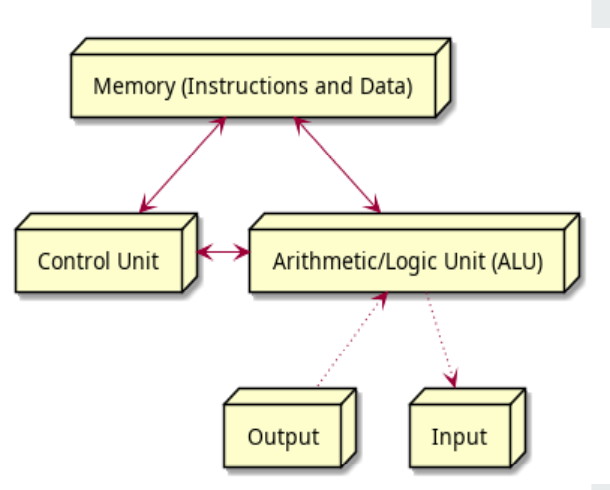 Memory (Instructions and Data)
Control Unit
Arithmetic/Logic Unit (ALU)
Output
Input